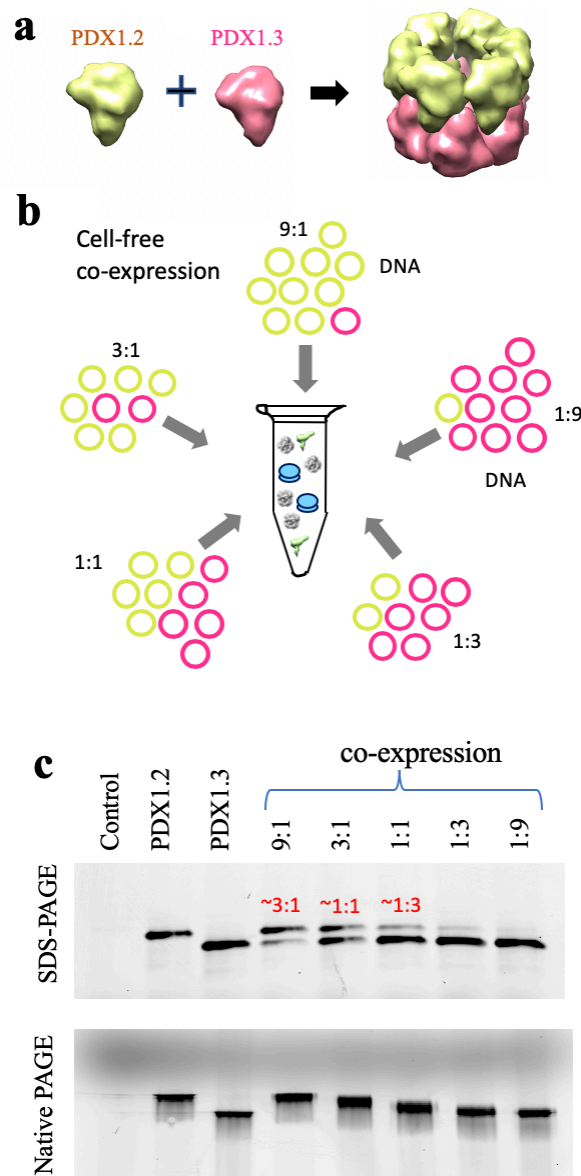 a
PDX1.2 PDX1.3
b
Cell-free
co-expression
9:1
DNA
3:1
1:9
DNA
1:1
1:3
c
co-expression
Control
PDX1.2
PDX1.3
9:1
3:1
1:1
1:3
1:9
SDS-PAGE
~3:1 ~1:1 ~1:3
Native PAGE